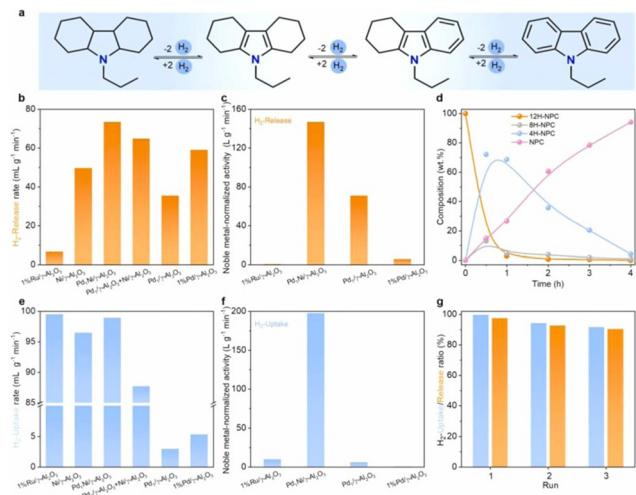 a
N
-2 H₂
+2 H₂
N
-2 H₂
+2 H₂
N
-2 H₂
+2 H₂
N
b
H₂-Release rate (mL g⁻¹ min⁻¹)
80
60
40
20
0
1%Ru/γ-Al₂O₃
Ni/γ-Al₂O₃
Pd₁Ni/γ-Al₂O₃
Pd₁/γ-Al₂O₃+Ni/γ-Al₂O₃
Pd₁/γ-Al₂O₃
1%Pd/γ-Al₂O₃
c
H₂-Release
Noble metal-normalized activity (L g⁻¹ min⁻¹)
200
150
100
50
0
1%Ru/γ-Al₂O₃
Pd₁Ni/γ-Al₂O₃
Pd₁/γ-Al₂O₃
1%Pd/γ-Al₂O₃
d
12H-NPC
8H-NPC
4H-NPC
NPC
Composition (wt.%)
100
80
60
40
20
0
0 1 2 3 4
Time (h)
e
H₂-Uptake rate (mL g⁻¹ min⁻¹)
100
95
90
85
5
0
1%Ru/γ-Al₂O₃
Ni/γ-Al₂O₃
Pd₁Ni/γ-Al₂O₃
Pd₁/γ-Al₂O₃+Ni/γ-Al₂O₃
Pd₁/γ-Al₂O₃
1%Pd/γ-Al₂O₃
f
H₂-Uptake
Noble metal-normalized activity (L g⁻¹ min⁻¹)
200
150
100
50
0
1%Ru/γ-Al₂O₃
Pd₁Ni/γ-Al₂O₃
Pd₁/γ-Al₂O₃
1%Pd/γ-Al₂O₃
g
H₂-Uptake/Release ratio (%)
100
80
60
40
20
0
1 2 3
Run